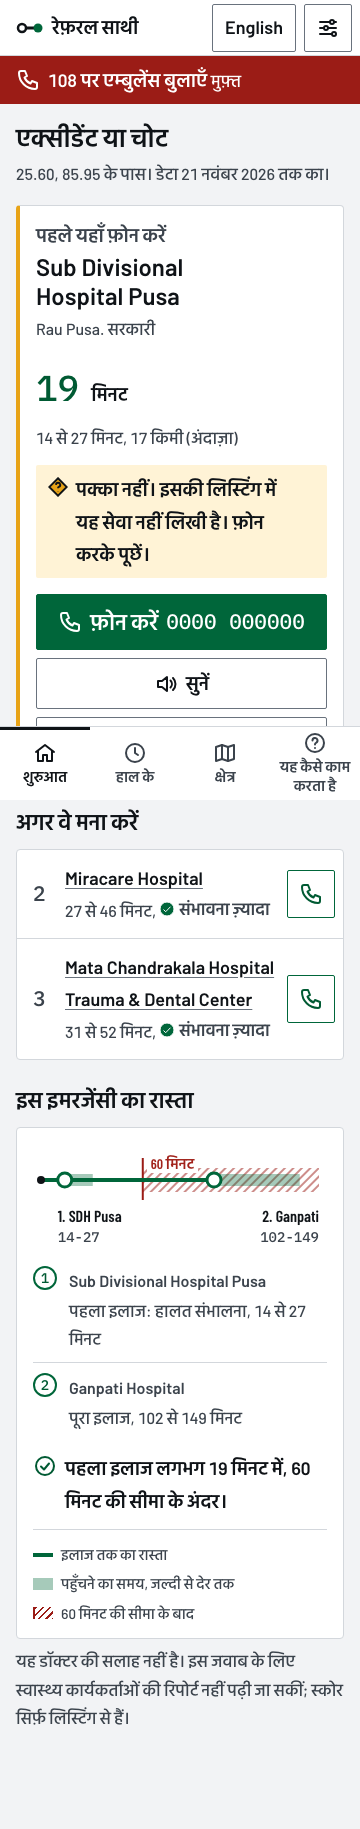 रेफ़रल साथी
English
108 पर एम्बुलेंस बुलाएँ मुफ़्त
एक्सीडेंट या चोट
25.60, 85.95 के पास। डेटा 21 नवंबर 2026 तक का।
पहले यहाँ फ़ोन करें
Sub Divisional
Hospital Pusa
Rau Pusa. सरकारी
19 मिनट
14 से 27 मिनट, 17 किमी (अंदाज़ा)
पक्का नहीं। इसकी लिस्टिंग में
यह सेवा नहीं लिखी है। फ़ोन
करके पूछें।
फ़ोन करें 0000 000000
सुनें
शुरुआत
हाल के
क्षेत्र
यह कैसे काम
करता है
अगर वे मना करें
2
Miracare Hospital
27 से 46 मिनट, संभावना ज़्यादा
3
Mata Chandrakala Hospital
Trauma & Dental Center
31 से 52 मिनट, संभावना ज़्यादा
इस इमरजेंसी का रास्ता
60 मिनट
1. SDH Pusa
14-27
2. Ganpati
102-149
1
Sub Divisional Hospital Pusa
पहला इलाज: हालत संभालना, 14 से 27
मिनट
2
Ganpati Hospital
पूरा इलाज, 102 से 149 मिनट
पहला इलाज लगभग 19 मिनट में, 60
मिनट की सीमा के अंदर।
इलाज तक का रास्ता
पहुँचने का समय, जल्दी से देर तक
60 मिनट की सीमा के बाद
यह डॉक्टर की सलाह नहीं है। इस जवाब के लिए
स्वास्थ्य कार्यकर्ताओं की रिपोर्ट नहीं पढ़ी जा सकीं; स्कोर
सिर्फ़ लिस्टिंग से हैं।